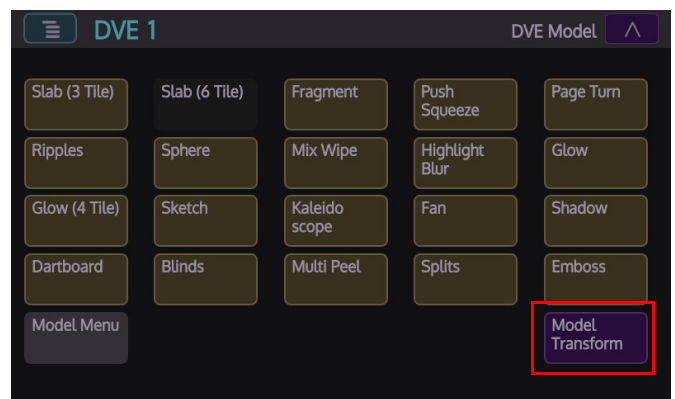 DVE 1
DVE Model
Slab (3 Tile)
Slab (6 Tile)
Fragment
Push
Squeeze
Page Turn
Ripples
Sphere
Mix Wipe
Highlight
Blur
Glow
Glow (4 Tile)
Sketch
Kaleido
scope
Fan
Shadow
Dartboard
Blinds
Multi Peel
Splits
Emboss
Model Menu
Model
Transform